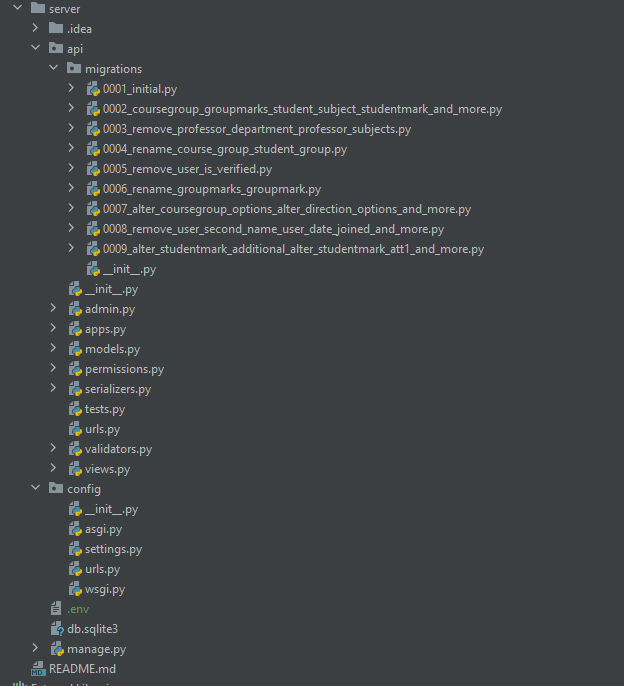 server
.idea
api
migrations
0001_initial.py
0002_coursegroup_groupmarks_student_subject_studentmark_and_more.py
0003_remove_professor_department_professor_subjects.py
0004_rename_course_group_student_group.py
0005_remove_user_is_verified.py
0006_rename_groupmarks_groupmark.py
0007_alter_coursegroup_options_alter_direction_options_and_more.py
0008_remove_user_second_name_user_date_joined_and_more.py
0009_alter_studentmark_additional_alter_studentmark_att1_and_more.py
__init__.py
__init__.py
admin.py
apps.py
models.py
permissions.py
serializers.py
tests.py
urls.py
validators.py
views.py
config
__init__.py
asgi.py
settings.py
urls.py
wsgi.py
.env
db.sqlite3
manage.py
README.md